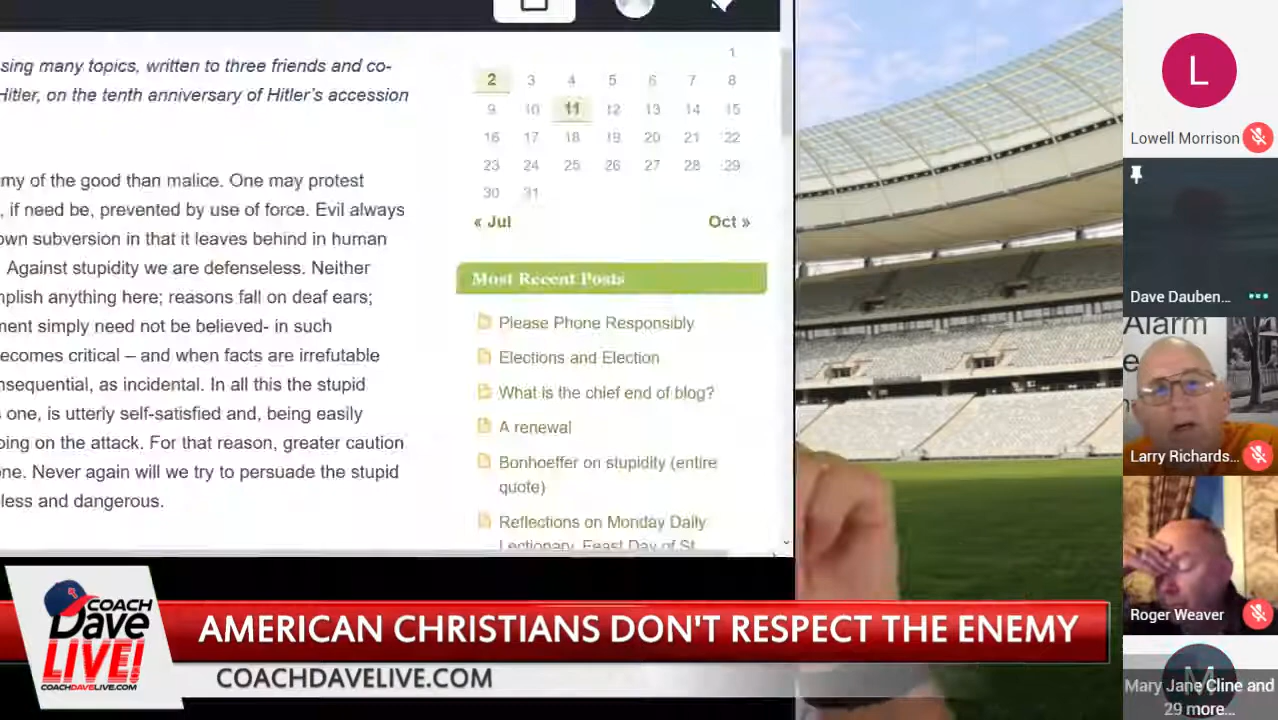 sing many topics, written to three friends and co-
Hitler, on the tenth anniversary of Hitler's accession
my of the good than malice. One may protest
, if need be, prevented by use of force. Evil always
own subversion in that it leaves behind in human
Against stupidity we are defenseless. Neither
mplish anything here; reasons fall on deaf ears;
ment simply need not be believed- in such
ecomes critical – and when facts are irrefutable
nsequential, as incidental. In all this the stupid
s one, is utterly self-satisfied and, being easily
oing on the attack. For that reason, greater caution
one. Never again will we try to persuade the stupid
less and dangerous.
1
2 3 4 5 6 7 8
9 10 11 12 13 14 15
16 17 18 19 20 21 22
23 24 25 26 27 28 29
30 31
« Jul Oct »
Most Recent Posts
Please Phone Responsibly
Elections and Election
What is the chief end of blog?
A renewal
Bonhoeffer on stupidity (entire
quote)
Reflections on Monday Daily
Lectionary, Feast Day of St
L
Lowell Morrison
Dave Dauben...
Alarm
Larry Richards...
Roger Weaver
M
Mary Jane Cline and
29 more...
COACH
Dave
LIVE!
COACHDAVELIVE.COM
AMERICAN CHRISTIANS DON'T RESPECT THE ENEMY
COACHDAVELIVE.COM